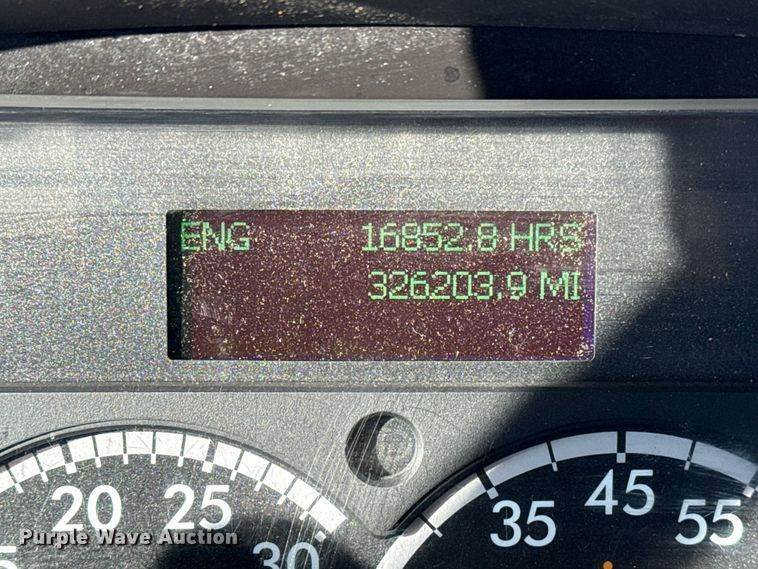 ENG 16852.8 HRS
326203.9 MI
20 25 30
35 45 55
Purple Wave Auction